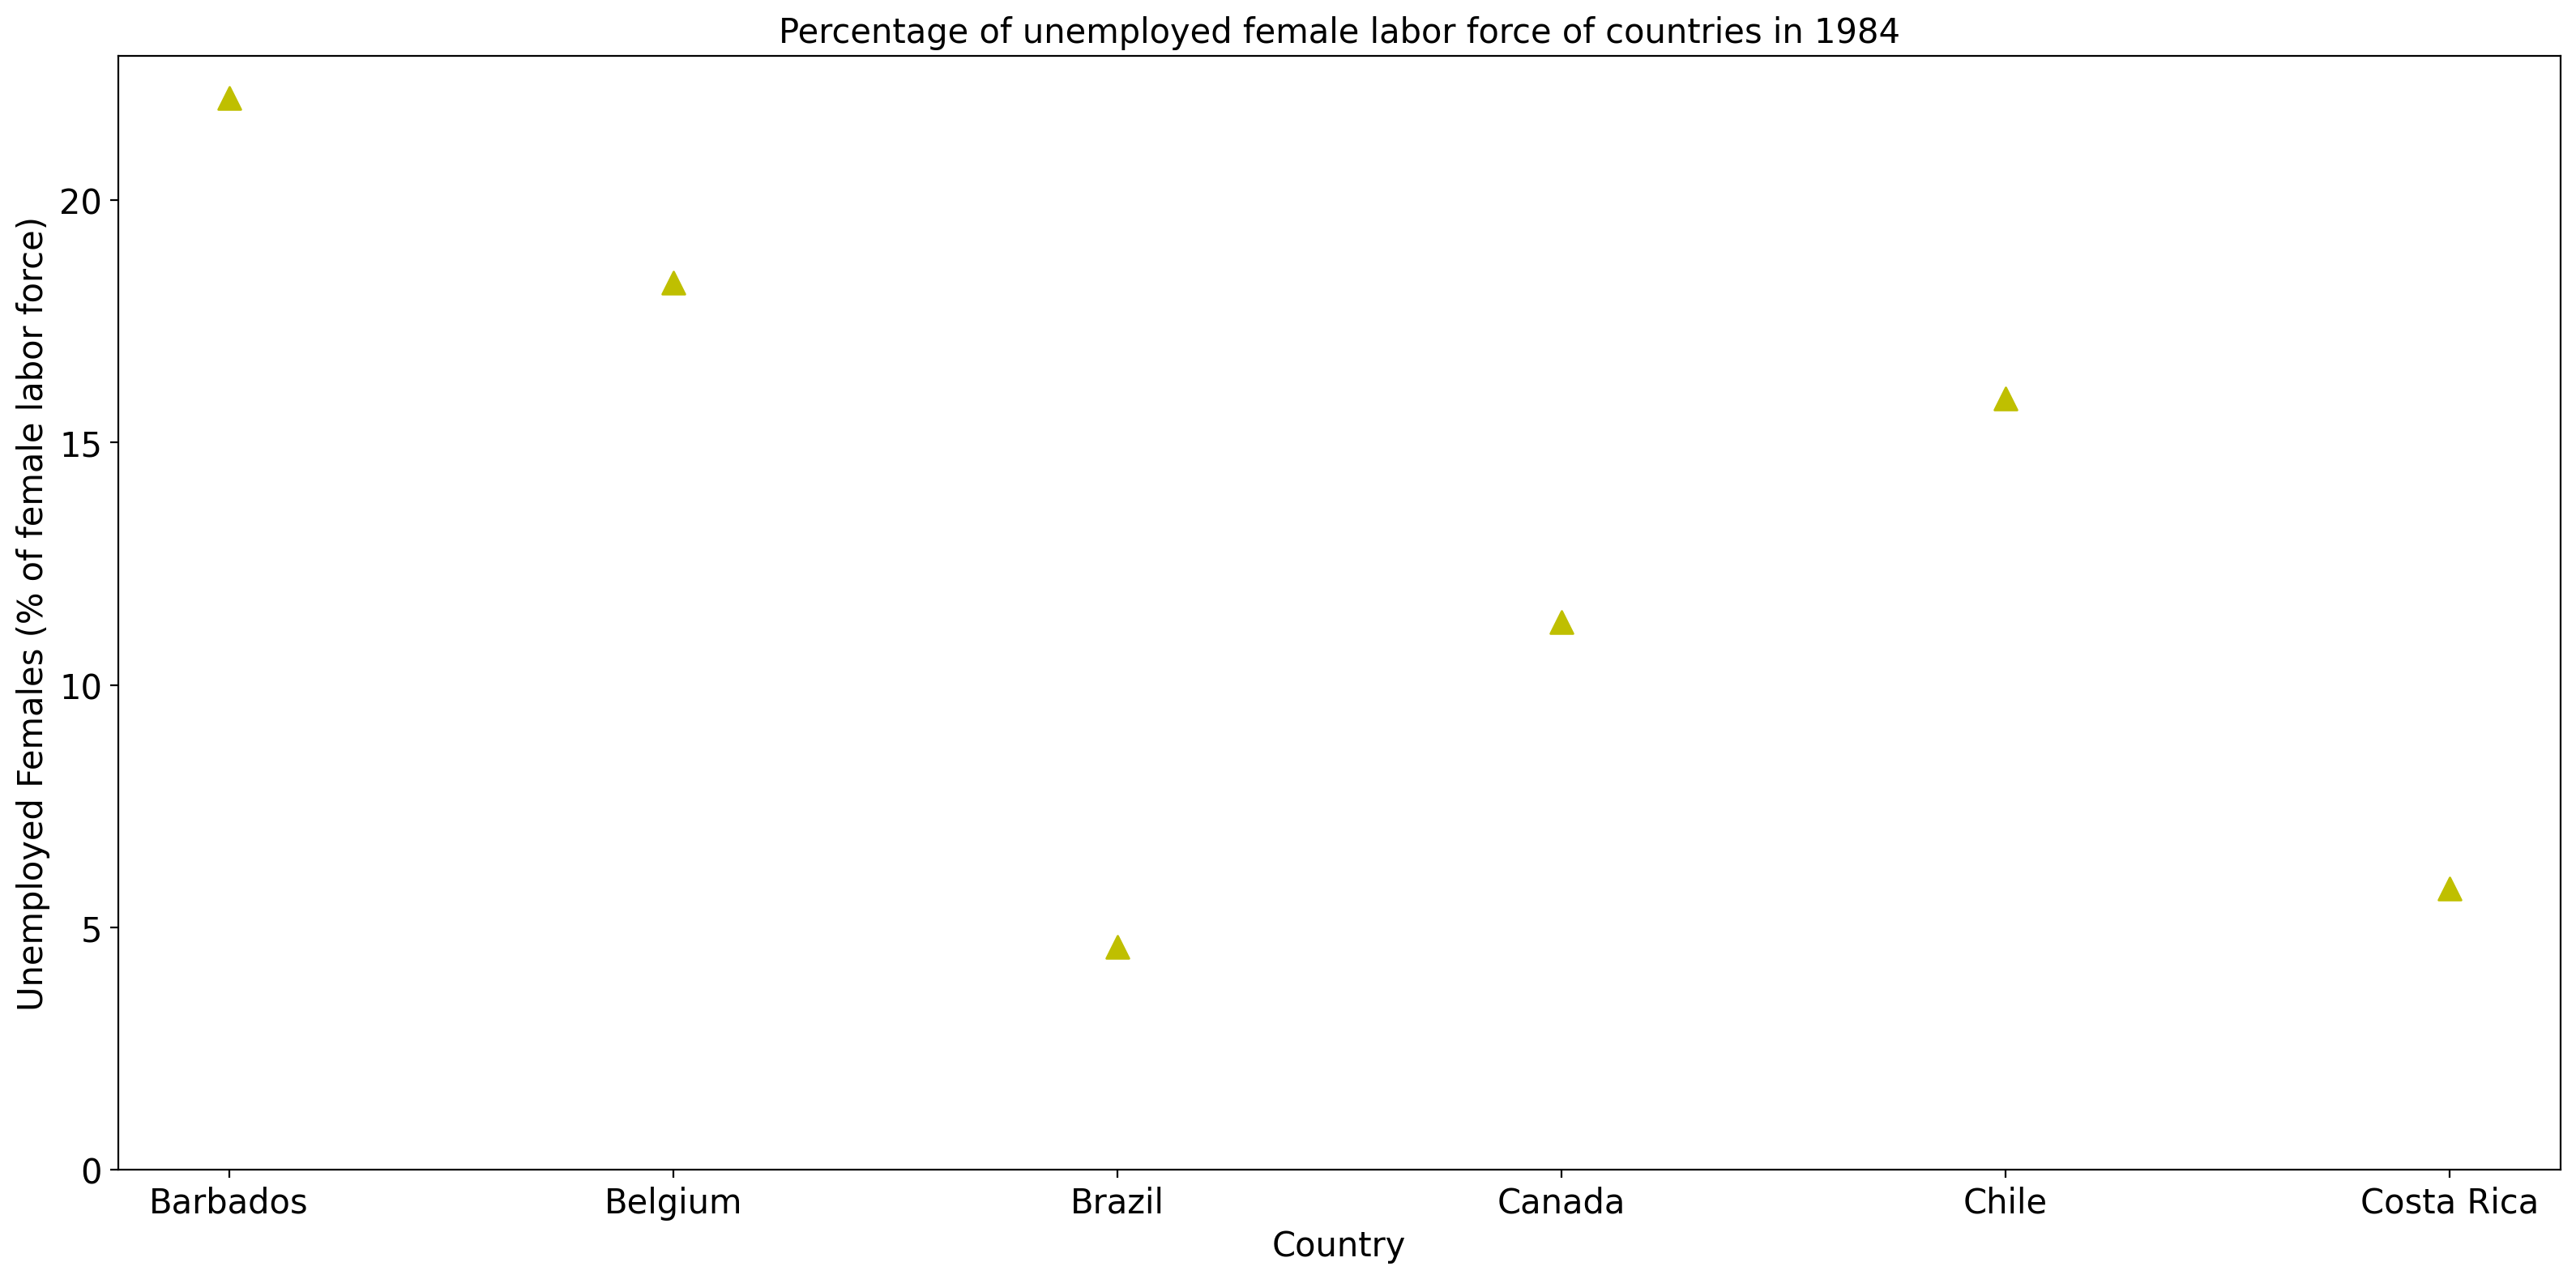 Percentage of unemployed female labor force of countries in 1984
Unemployed Females (% of female labor force)
20
15
10
5
0
Barbados Belgium Brazil Canada Chile Costa Rica
Country